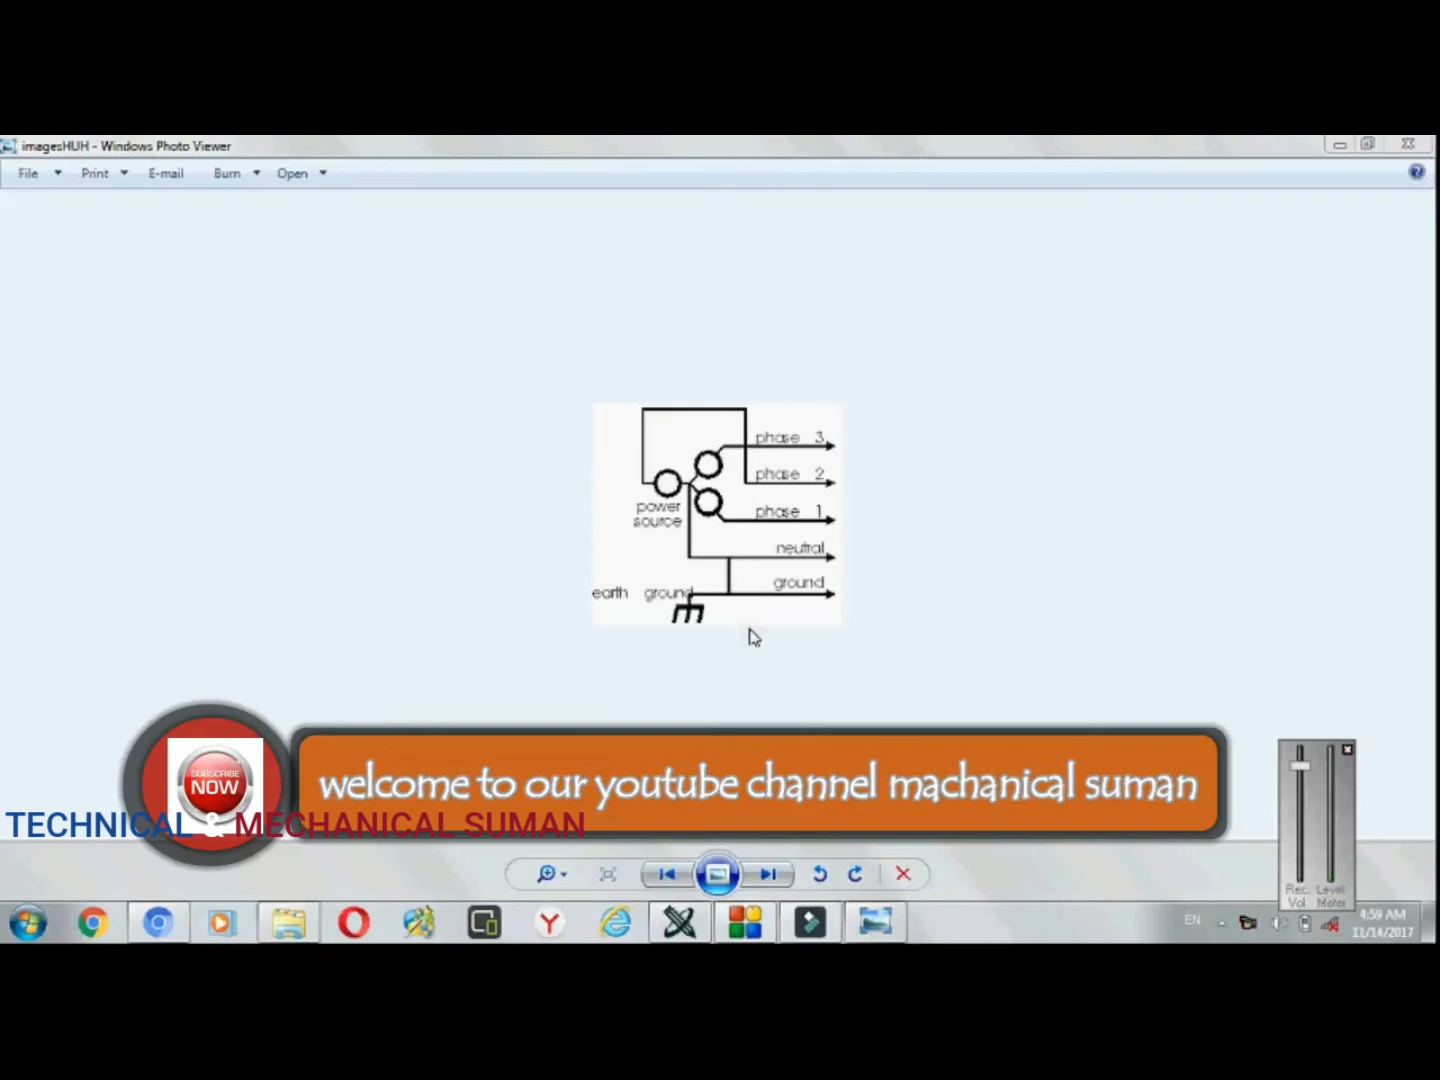 imagesHUH - Windows Photo Viewer
File Print E-mail Burn Open
phase 3
phase 2
power
source
phase 1
neutral
earth ground
ground
SUBSCRIBE
NOW
welcome to our youtube channel machanical suman
TECHNICAL & MECHANICAL SUMAN
Rec. Level
Vol Meter
EN
4:59 AM
11/14/2017